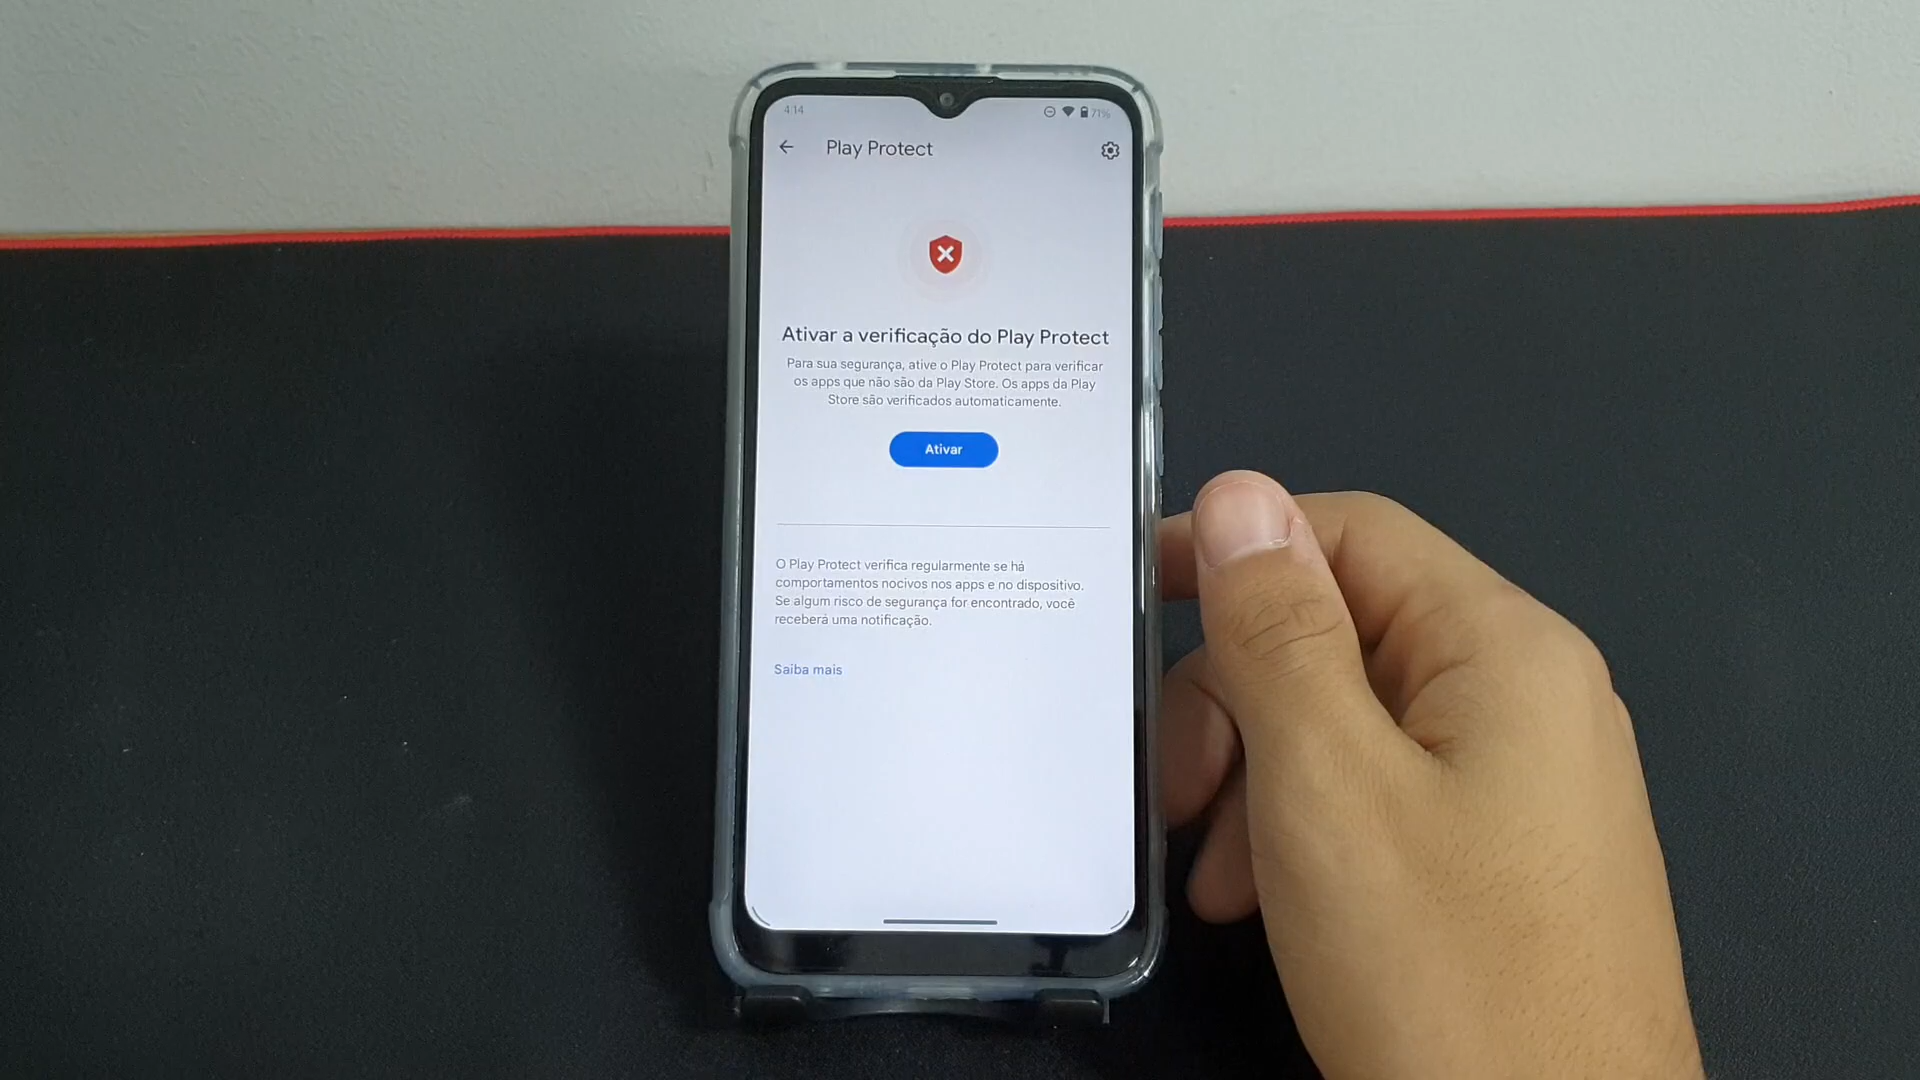 4:14
71%
Play Protect
Ativar a verificação do Play Protect
Para sua segurança, ative o Play Protect para verificar
os apps que não são da Play Store. Os apps da Play
Store são verificados automaticamente.
Ativar
O Play Protect verifica regularmente se há
comportamentos nocivos nos apps e no dispositivo.
Se algum risco de segurança for encontrado, você
receberá uma notificação.
Saiba mais